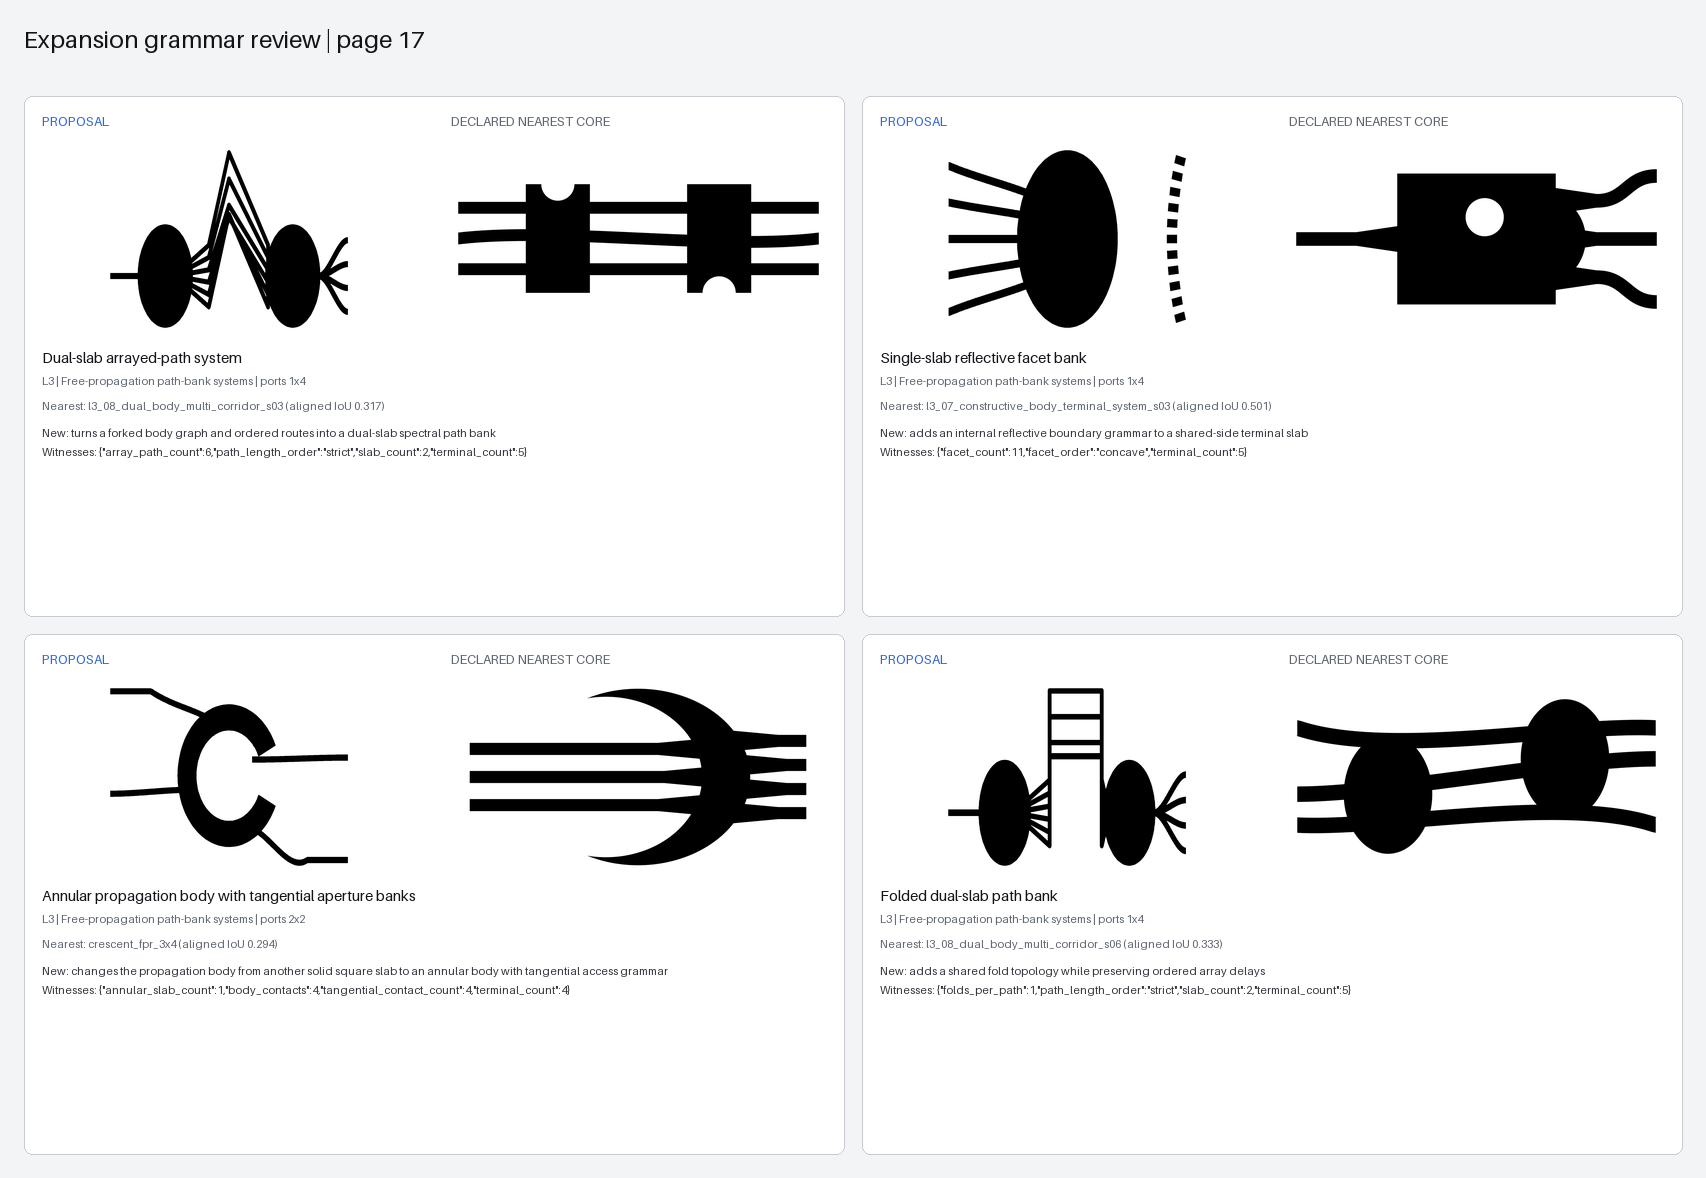 Expansion grammar review | page 17
PROPOSAL
DECLARED NEAREST CORE
Dual-slab arrayed-path system
L3 | Free-propagation path-bank systems | ports 1x4
Nearest: l3_08_dual_body_multi_corridor_s03 (aligned IoU 0.317)
New: turns a forked body graph and ordered routes into a dual-slab spectral path bank
Witnesses: {"array_path_count":6,"path_length_order":"strict","slab_count":2,"terminal_count":5}
PROPOSAL
DECLARED NEAREST CORE
Single-slab reflective facet bank
L3 | Free-propagation path-bank systems | ports 1x4
Nearest: l3_07_constructive_body_terminal_system_s03 (aligned IoU 0.501)
New: adds an internal reflective boundary grammar to a shared-side terminal slab
Witnesses: {"facet_count":11,"facet_order":"concave","terminal_count":5}
PROPOSAL
DECLARED NEAREST CORE
Annular propagation body with tangential aperture banks
L3 | Free-propagation path-bank systems | ports 2x2
Nearest: crescent_fpr_3x4 (aligned IoU 0.294)
New: changes the propagation body from another solid square slab to an annular body with tangential access grammar
Witnesses: {"annular_slab_count":1,"body_contacts":4,"tangential_contact_count":4,"terminal_count":4}
PROPOSAL
DECLARED NEAREST CORE
Folded dual-slab path bank
L3 | Free-propagation path-bank systems | ports 1x4
Nearest: l3_08_dual_body_multi_corridor_s06 (aligned IoU 0.333)
New: adds a shared fold topology while preserving ordered array delays
Witnesses: {"folds_per_path":1,"path_length_order":"strict","slab_count":2,"terminal_count":5}